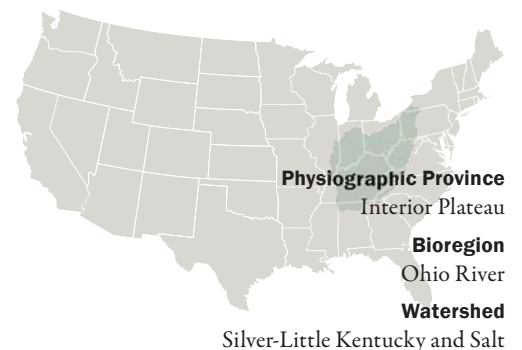 Physiographic Province
Interior Plateau
Bioregion
Ohio River
Watershed
Silver-Little Kentucky and Salt